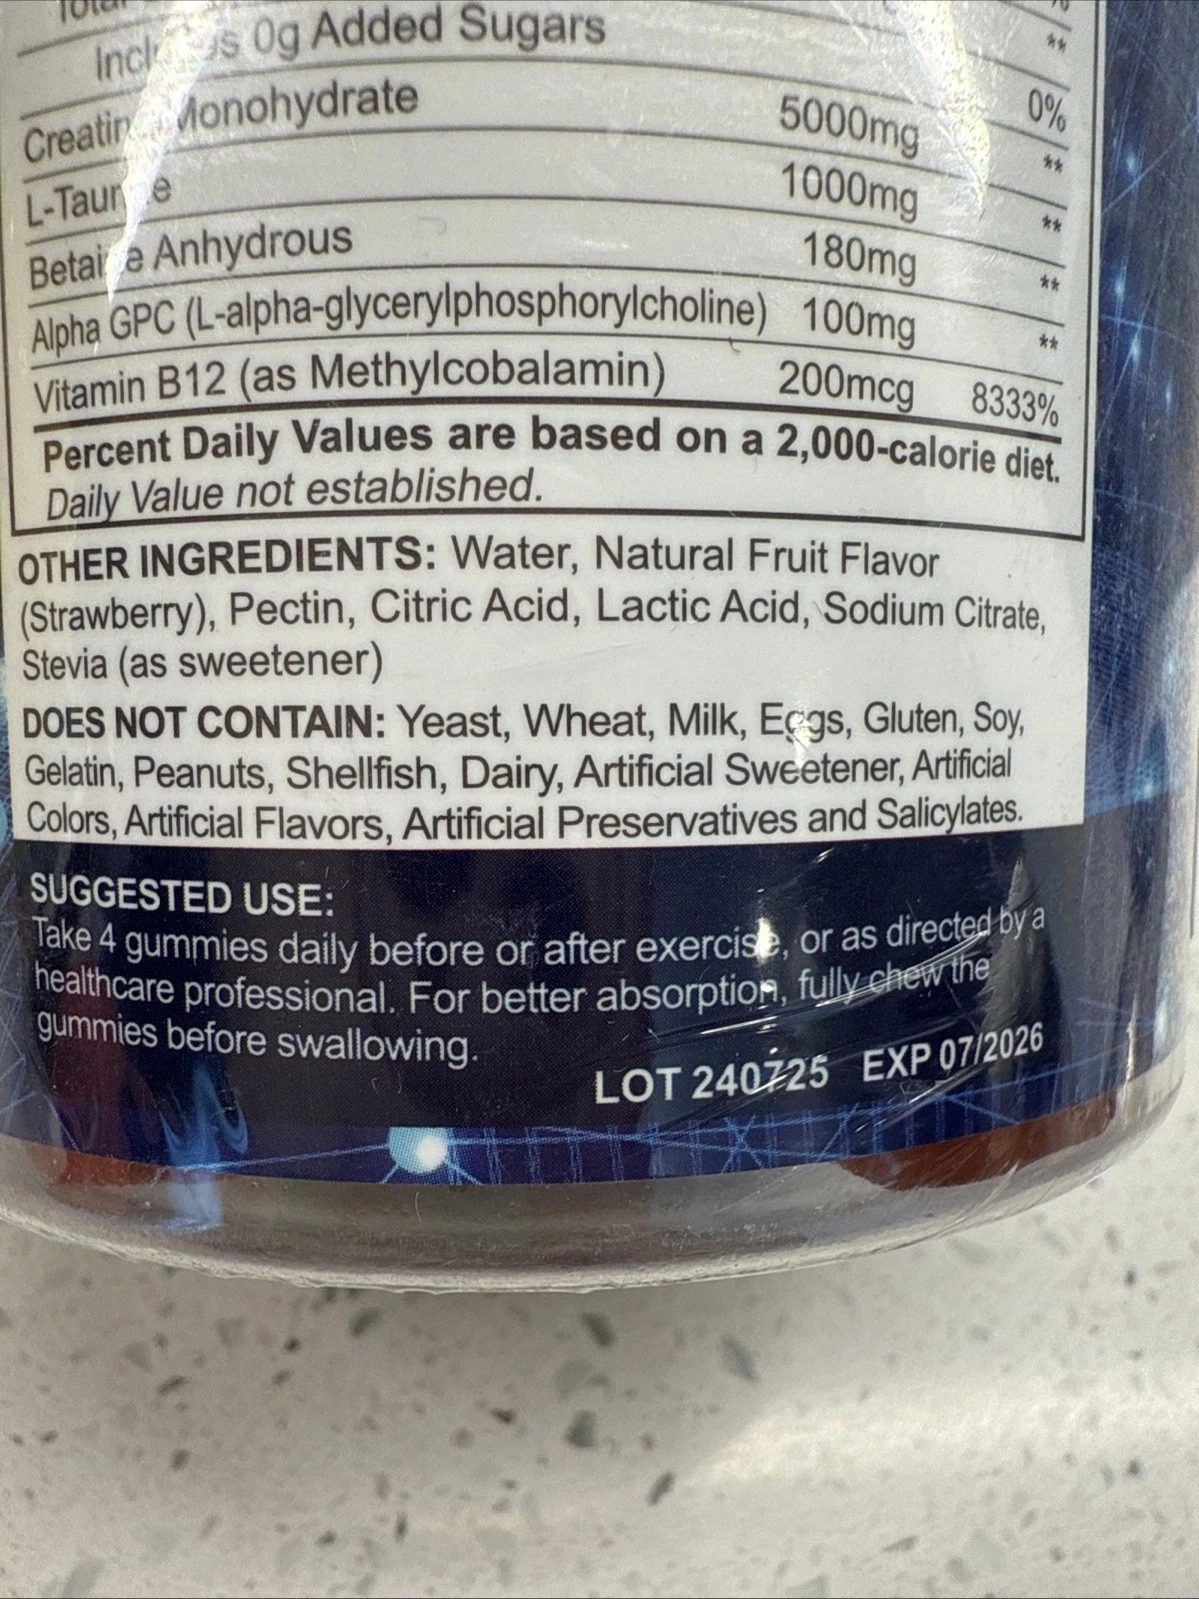 Includes 0g Added Sugars 0%
Creatine Monohydrate 5000mg **
L-Taurine 1000mg **
Betaine Anhydrous 180mg **
Alpha GPC (L-alpha-glycerylphosphorylcholine) 100mg **
Vitamin B12 (as Methylcobalamin) 200mcg 8333%
Percent Daily Values are based on a 2,000-calorie diet.
Daily Value not established.
OTHER INGREDIENTS: Water, Natural Fruit Flavor
(Strawberry), Pectin, Citric Acid, Lactic Acid, Sodium Citrate,
Stevia (as sweetener)
DOES NOT CONTAIN: Yeast, Wheat, Milk, Eggs, Gluten, Soy,
Gelatin, Peanuts, Shellfish, Dairy, Artificial Sweetener, Artificial
Colors, Artificial Flavors, Artificial Preservatives and Salicylates.
SUGGESTED USE:
Take 4 gummies daily before or after exercise, or as directed by a
healthcare professional. For better absorption, fully chew the
gummies before swallowing.
LOT 240725 EXP 07/2026